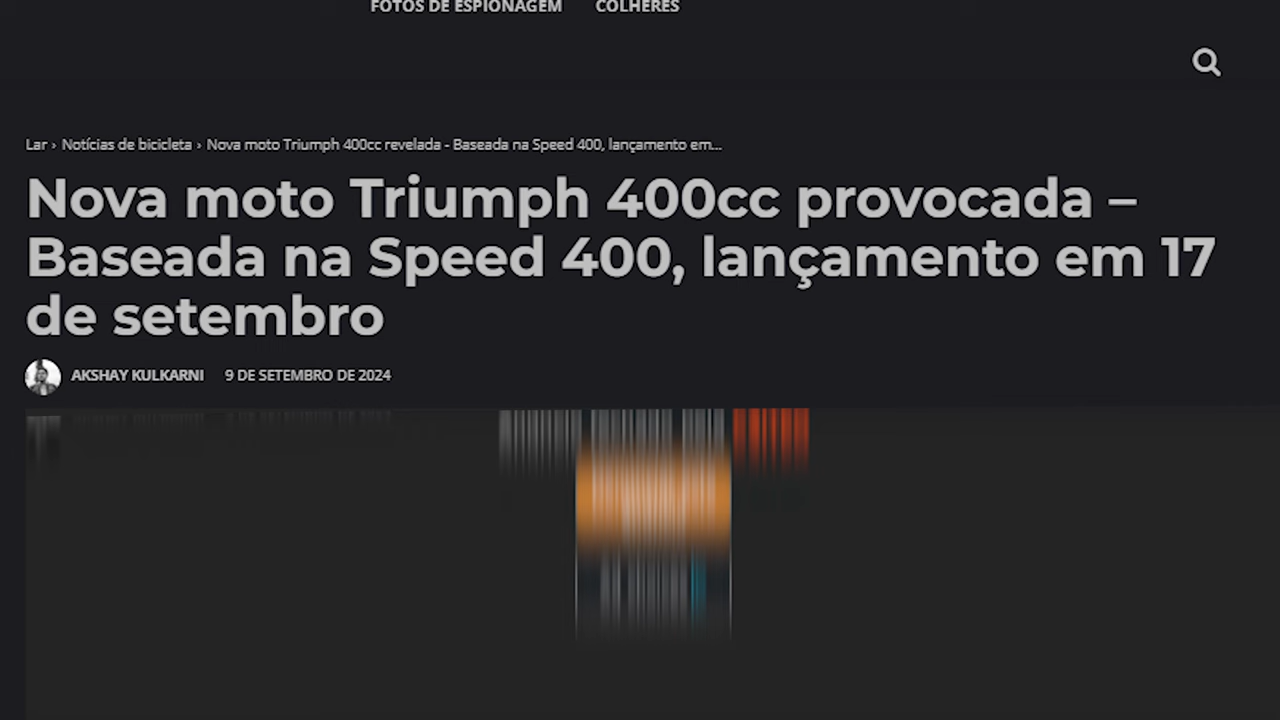 FOTOS DE ESPIONAGEM COLHERES
Lar › Notícias de bicicleta › Nova moto Triumph 400cc revelada - Baseada na Speed 400, lançamento em...
Nova moto Triumph 400cc provocada –
Baseada na Speed 400, lançamento em 17
de setembro
AKSHAY KULKARNI 9 DE SETEMBRO DE 2024